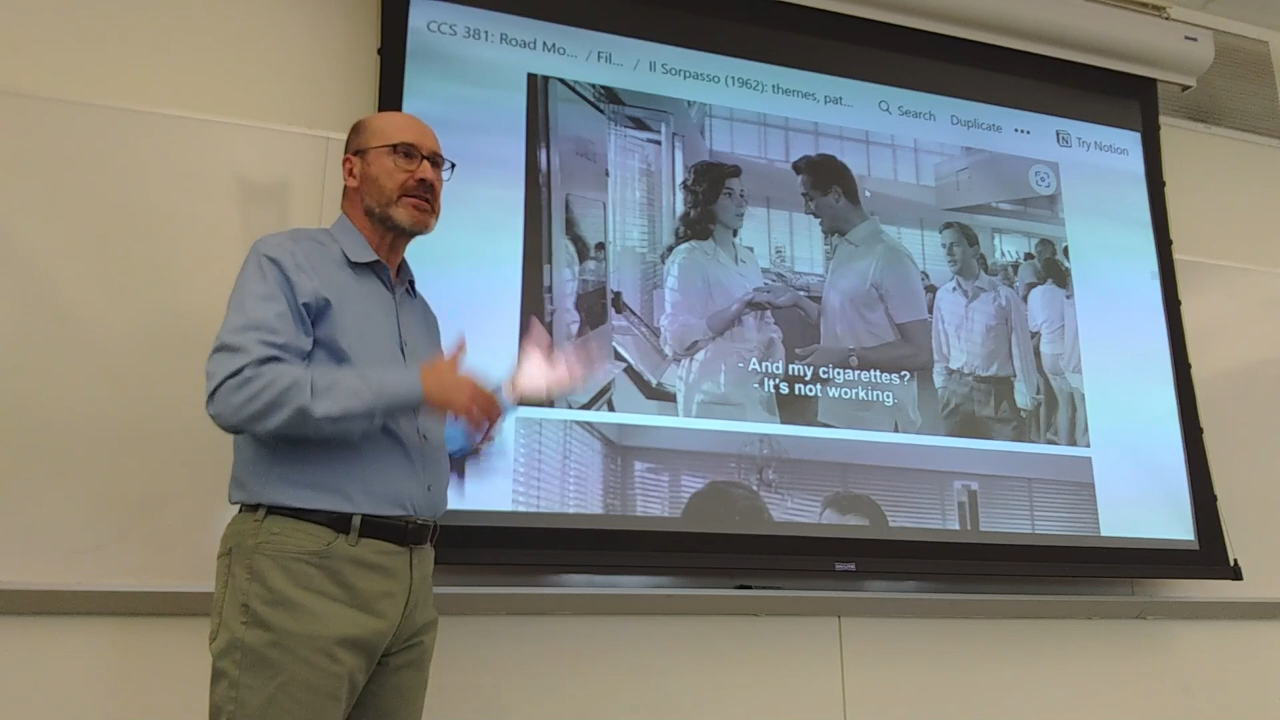 CCS 381: Road Mo... / Fil... / Il Sorpasso (1962): themes, pat... Search Duplicate ••• Try Notion
- And my cigarettes?
- It's not working.